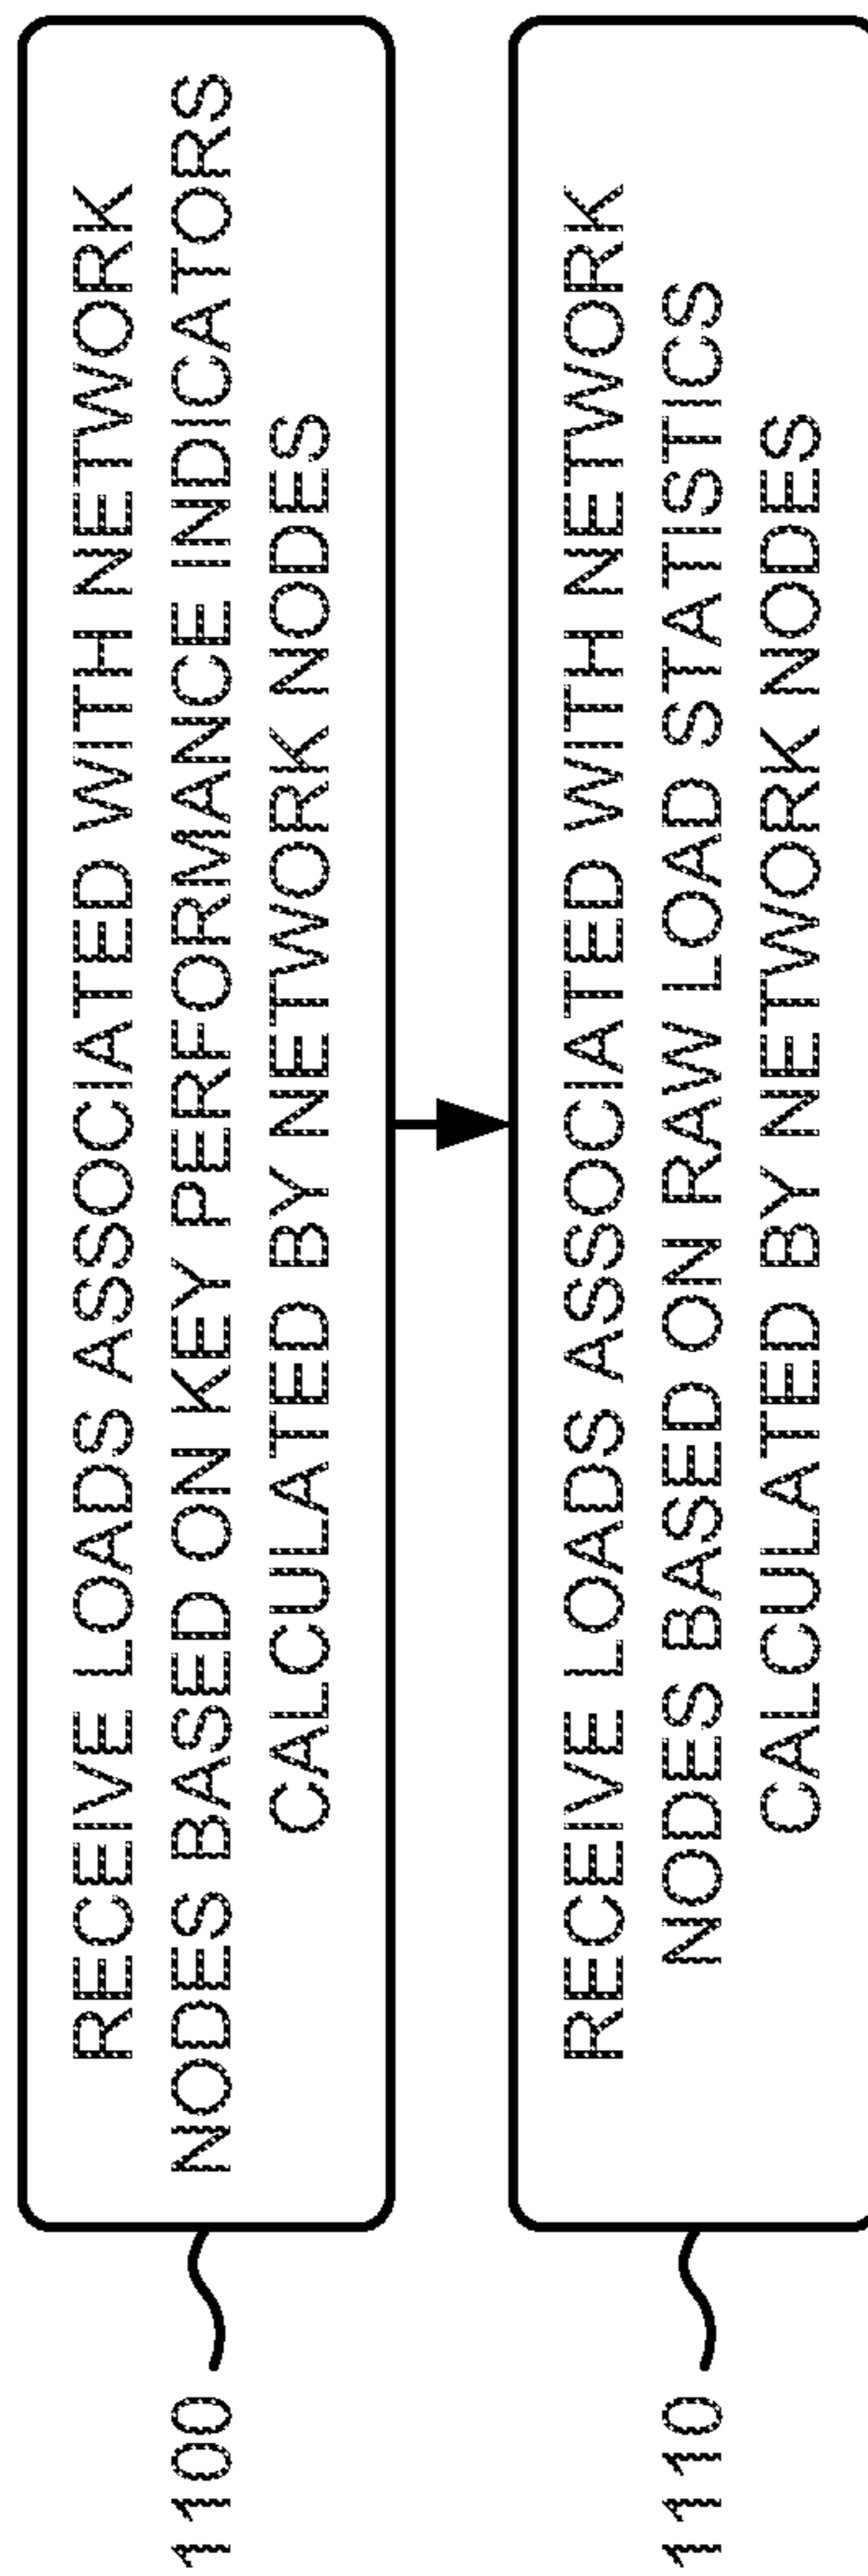 1100
RECEIVE LOADS ASSOCIATED WITH NETWORK
NODES BASED ON KEY PERFORMANCE INDICATORS
CALCULATED BY NETWORK NODES
1110
RECEIVE LOADS ASSOCIATED WITH NETWORK
NODES BASED ON RAW LOAD STATISTICS
CALCULATED BY NETWORK NODES